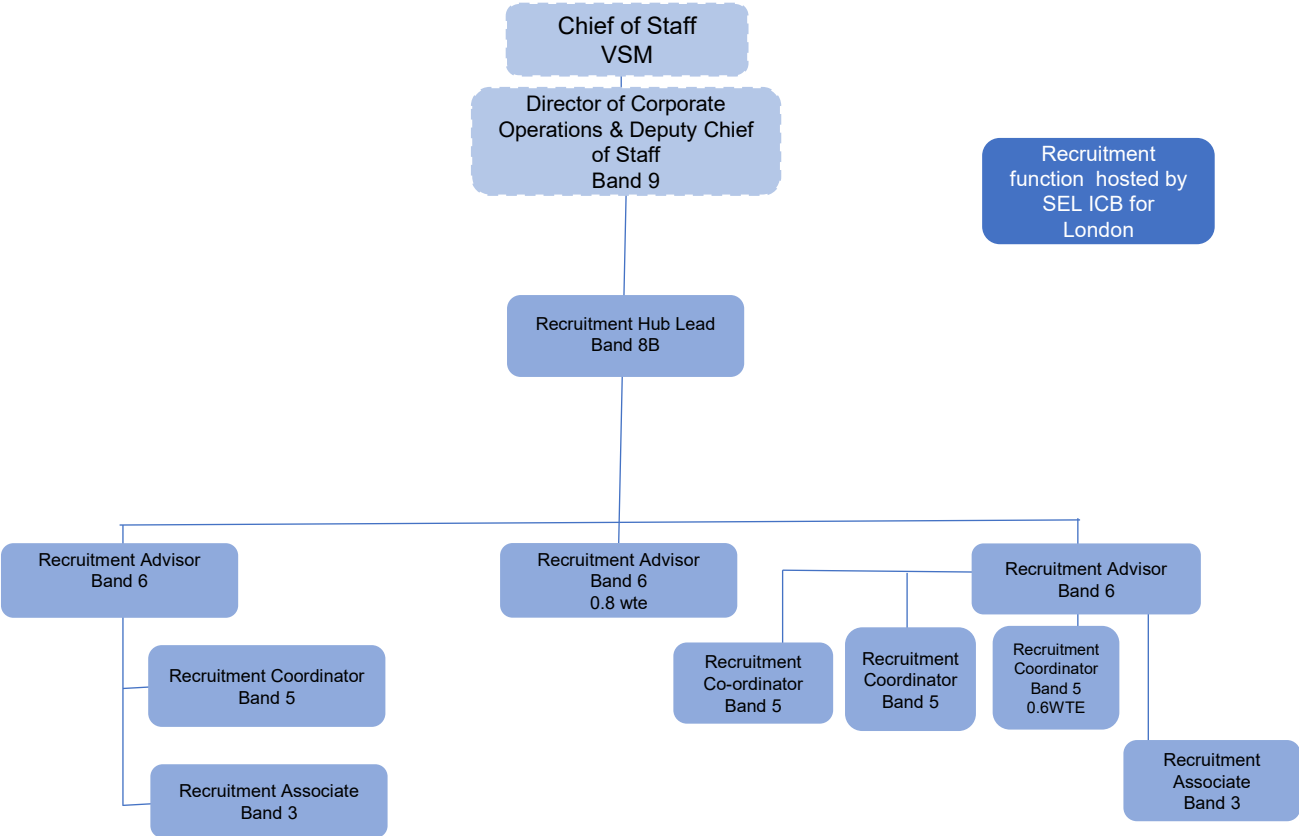 Chief of Staff
VSM
Director of Corporate
Operations & Deputy Chief
of Staff
Band 9
Recruitment
function hosted by
SEL ICB for
London
Recruitment Hub Lead
Band 8B
Recruitment Advisor
Band 6
Recruitment Advisor
Band 6
0.8 wte
Recruitment Advisor
Band 6
Recruitment Coordinator
Band 5
Recruitment
Co-ordinator
Band 5
Recruitment
Coordinator
Band 5
Recruitment
Coordinator
Band 5
0.6WTE
Recruitment Associate
Band 3
Recruitment
Associate
Band 3